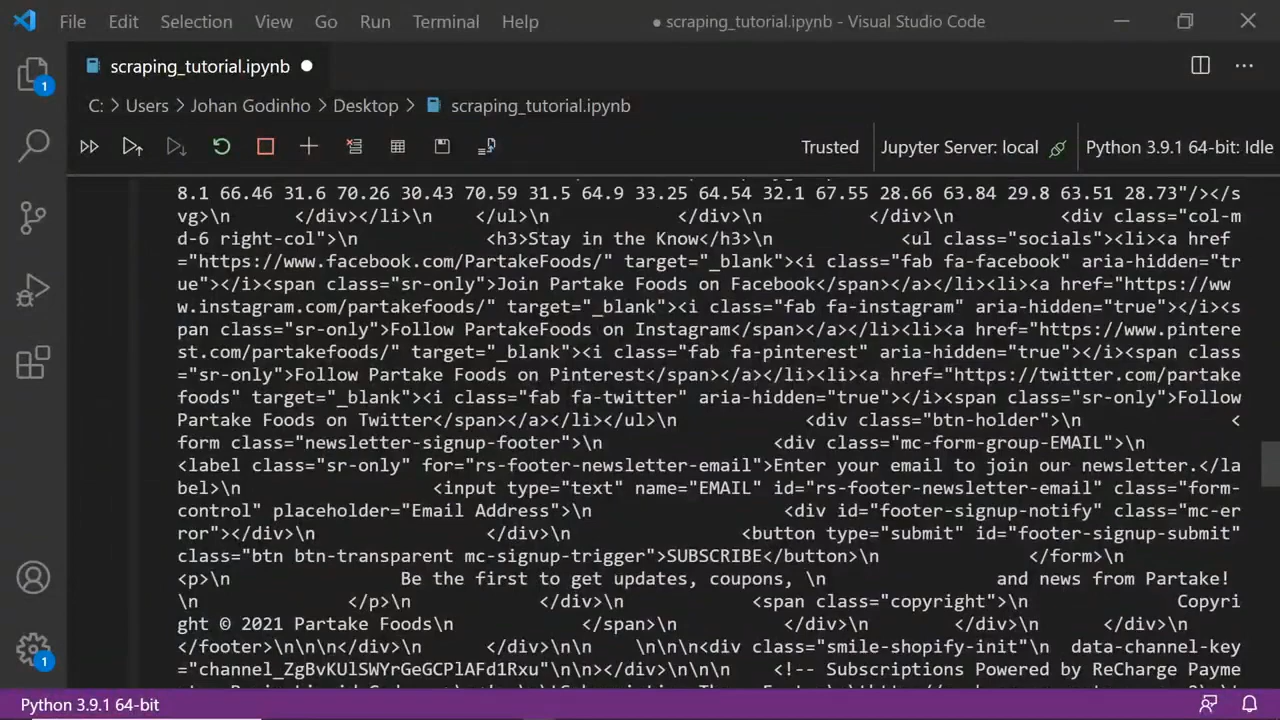 File Edit Selection View Go Run Terminal Help ● scraping_tutorial.ipynb - Visual Studio Code
scraping_tutorial.ipynb ●
C: > Users > Johan Godinho > Desktop > scraping_tutorial.ipynb
Trusted Jupyter Server: local Python 3.9.1 64-bit: Idle
8.1 66.46 31.6 70.26 30.43 70.59 31.5 64.9 33.25 64.54 32.1 67.55 28.66 63.84 29.8 63.51 28.73"/></s
vg>\n      </div></li>\n    </ul>\n            </div>\n            </div>\n            <div class="col-m
d-6 right-col">\n            <h3>Stay in the Know</h3>\n            <ul class="socials"><li><a href
="https://www.facebook.com/PartakeFoods/" target="_blank"><i class="fab fa-facebook" aria-hidden="tr
ue"></i><span class="sr-only">Join Partake Foods on Facebook</span></a></li><li><a href="https://ww
w.instagram.com/partakefoods/" target="_blank"><i class="fab fa-instagram" aria-hidden="true"></i><s
pan class="sr-only">Follow PartakeFoods on Instagram</span></a></li><li><a href="https://www.pintere
st.com/partakefoods/" target="_blank"><i class="fab fa-pinterest" aria-hidden="true"></i><span class
="sr-only">Follow Partake Foods on Pinterest</span></a></li><li><a href="https://twitter.com/partake
foods" target="_blank"><i class="fab fa-twitter" aria-hidden="true"></i><span class="sr-only">Follow
Partake Foods on Twitter</span></a></li></ul>\n            <div class="btn-holder">\n            <
form class="newsletter-signup-footer">\n            <div class="mc-form-group-EMAIL">\n
<label class="sr-only" for="rs-footer-newsletter-email">Enter your email to join our newsletter.</la
bel>\n            <input type="text" name="EMAIL" id="rs-footer-newsletter-email" class="form-
control" placeholder="Email Address">\n            <div id="footer-signup-notify" class="mc-er
ror"></div>\n            </div>\n            <button type="submit" id="footer-signup-submit"
class="btn btn-transparent mc-signup-trigger">SUBSCRIBE</button>\n            </form>\n
<p>\n            Be the first to get updates, coupons, \n            and news from Partake!
\n            </p>\n            </div>\n            <span class="copyright">\n            Copyri
ght © 2021 Partake Foods\n            </span>\n            </div>\n            </div>\n            </div>\n
</footer>\n\n\n    </div>\n    </div>\n    \n\n\n<div class="smile-shopify-init"\n  data-channel-key
="channel_ZgBvKUlSWYrGeGCPlAFd1Rxu"\n\n\n></div>\n\n\n    <!-- Subscriptions Powered by ReCharge Payme
Python 3.9.1 64-bit